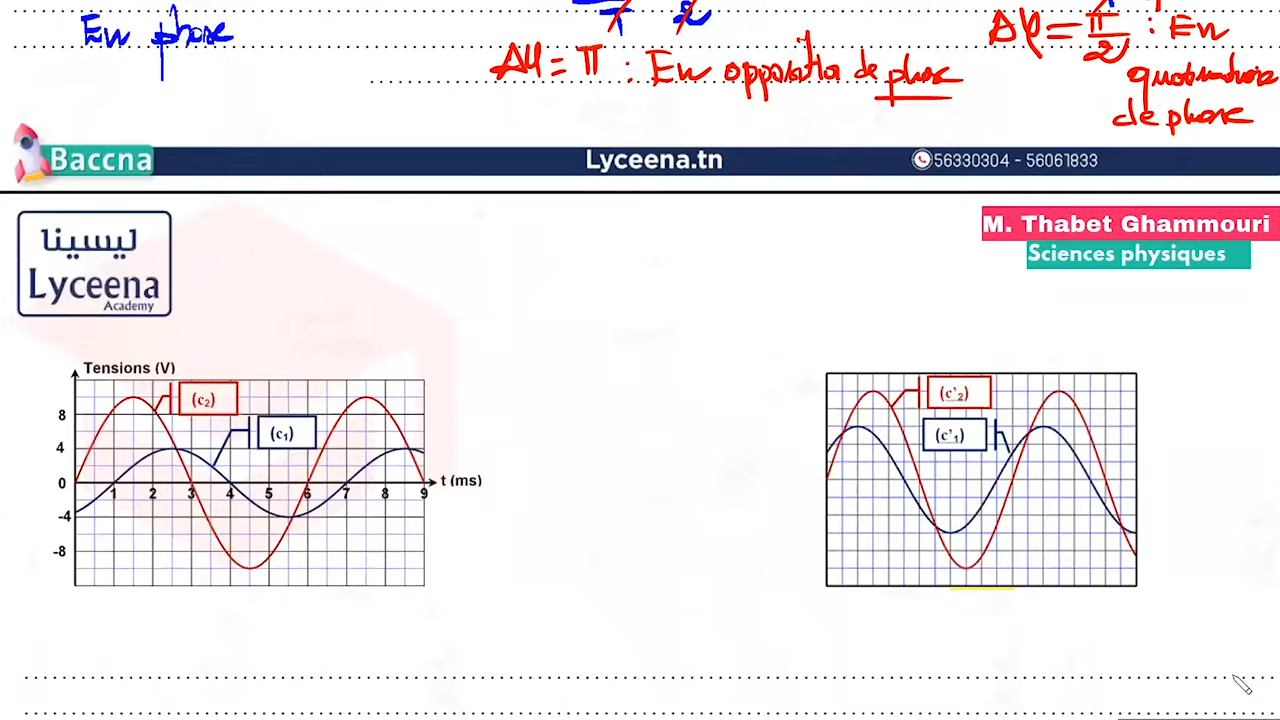 En phase
Δφ = π : En opposition de phase
Δφ = π/2 : En
quadrature
de phase
Baccna
Lyceena.tn
56330304 - 56061833
ليسينا
Lyceena
Academy
M. Thabet Ghammouri
Sciences physiques
Tensions (V)
(c₂)
(c₁)
8
4
0
-4
-8
1 2 3 4 5 6 7 8 9
t (ms)
(c'₂)
(c'₁)